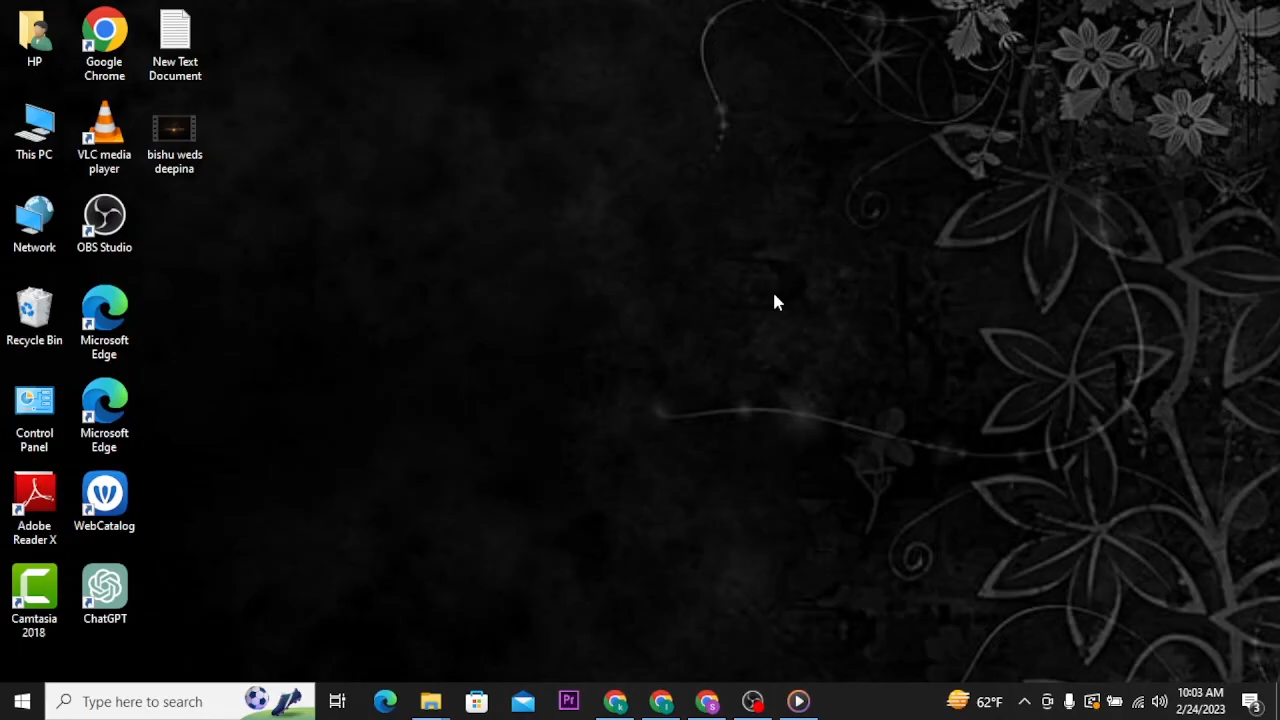 HP
Google
Chrome
New Text
Document
This PC
VLC media
player
bishu weds
deepina
Network
OBS Studio
Recycle Bin
Microsoft
Edge
Control
Panel
Microsoft
Edge
Adobe
Reader X
WebCatalog
Camtasia
2018
ChatGPT
Type here to search
Pr
k
f
s
62°F
10:03 AM
2/24/2023
3